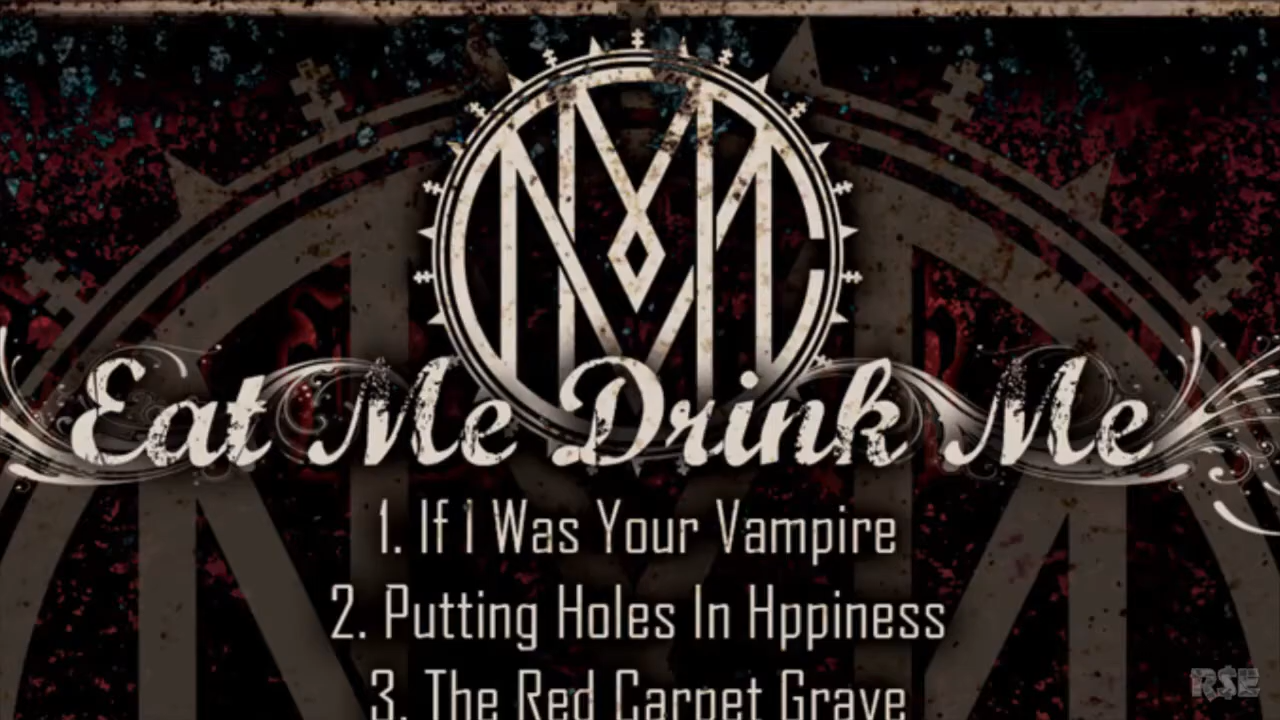 Eat Me Drink Me
1. If I Was Your Vampire
2. Putting Holes In Hppiness
3. The Red Carpet Grave
R$E